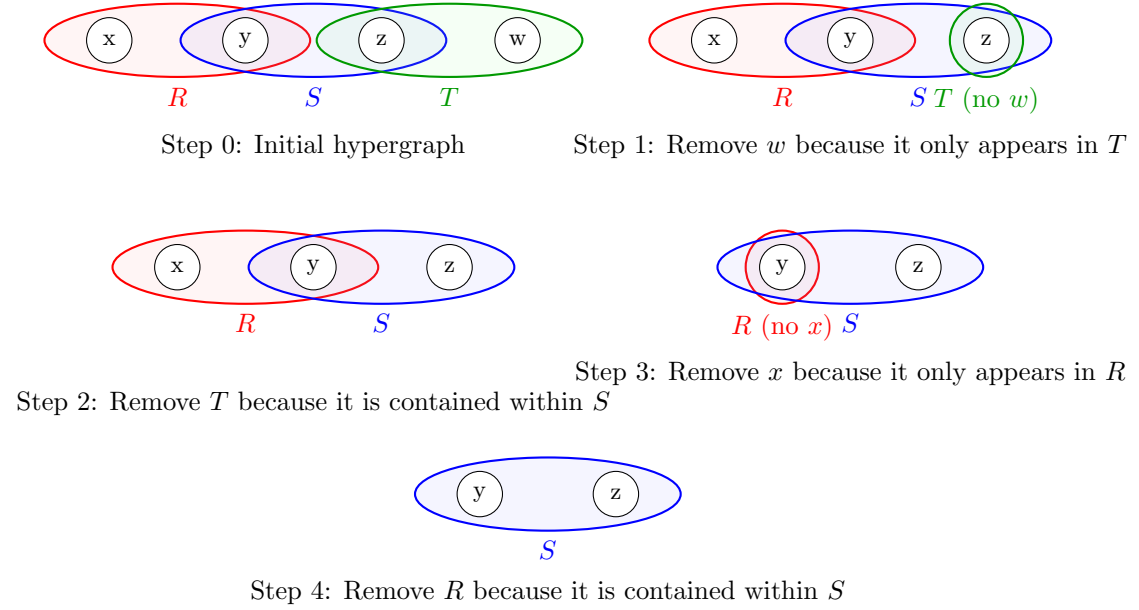 x y z w
R S T
Step 0: Initial hypergraph
x y z
R S T (no w)
Step 1: Remove w because it only appears in T
x y z
R S
Step 2: Remove T because it is contained within S
y z
R (no x) S
Step 3: Remove x because it only appears in R
y z
S
Step 4: Remove R because it is contained within S